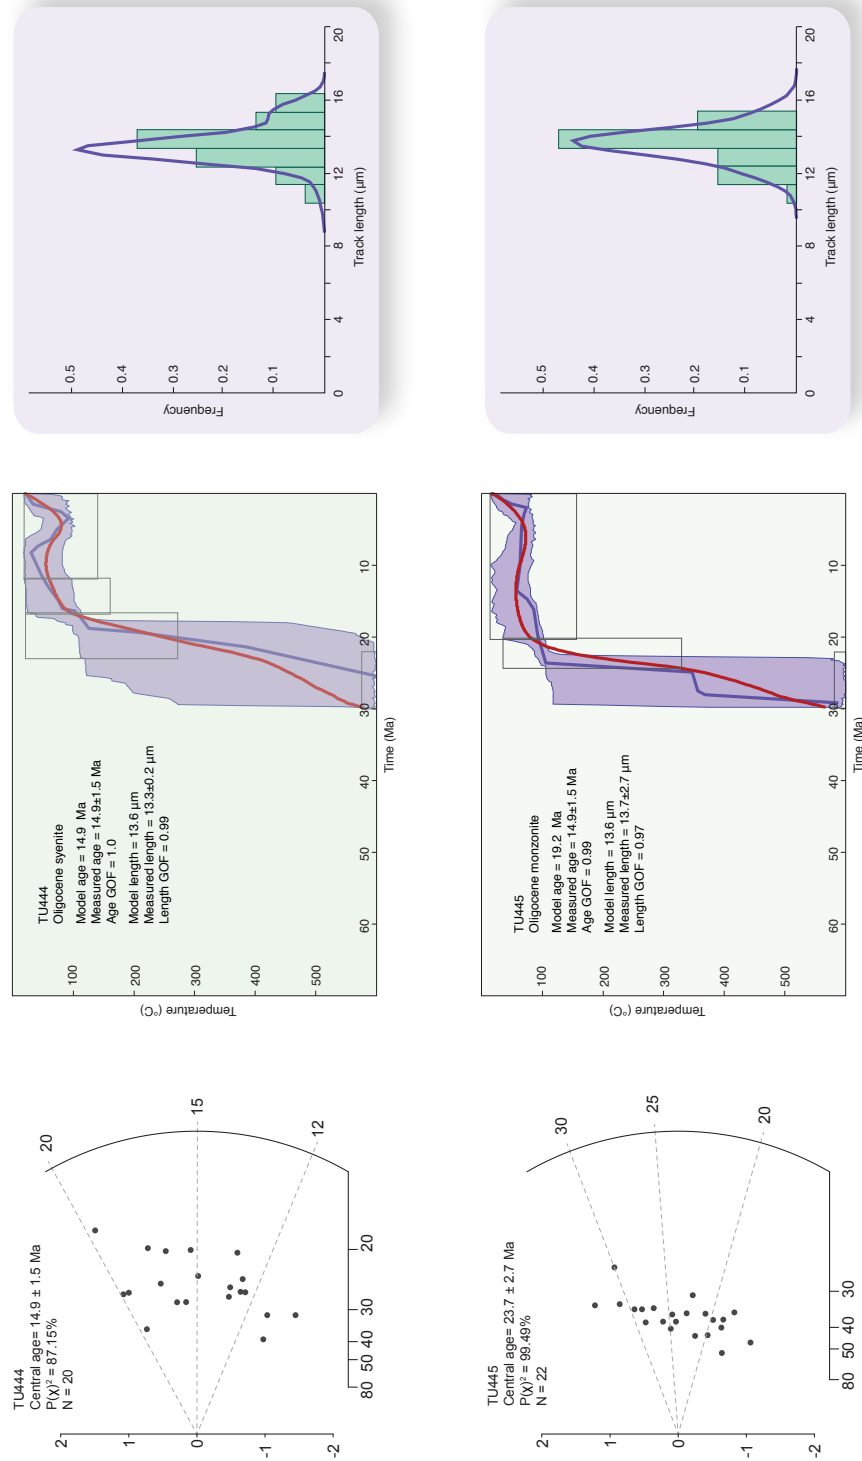 TU444
Central age= 14.9 ± 1.5 Ma
P(χ)² = 87.15%
N = 20
2
1
0
-1
-2
20
15
12
80
50
40
30
20
TU444
Oligocene syenite
Model age = 14.9 Ma
Measured age = 14.9±1.5 Ma
Age GOF = 1.0
Model length = 13.6 µm
Measured length = 13.3±0.2 µm
Length GOF = 0.99
Temperature (°C)
100
200
300
400
500
60
50
40
30
20
10
Time (Ma)
Frequency
0.5
0.4
0.3
0.2
0.1
0
4
8
12
16
20
Track length (µm)
TU445
Central age= 23.7 ± 2.7 Ma
P(χ)² = 99.49%
N = 22
2
1
0
-1
-2
30
25
20
80
50
40
30
TU445
Oligocene monzonite
Model age = 19.2 Ma
Measured age = 14.9±1.5 Ma
Age GOF = 0.99
Model length = 13.6 µm
Measured length = 13.7±2.7 µm
Length GOF = 0.97
Temperature (°C)
100
200
300
400
500
60
50
40
30
20
10
Time (Ma)
Frequency
0.5
0.4
0.3
0.2
0.1
0
4
8
12
16
20
Track length (µm)